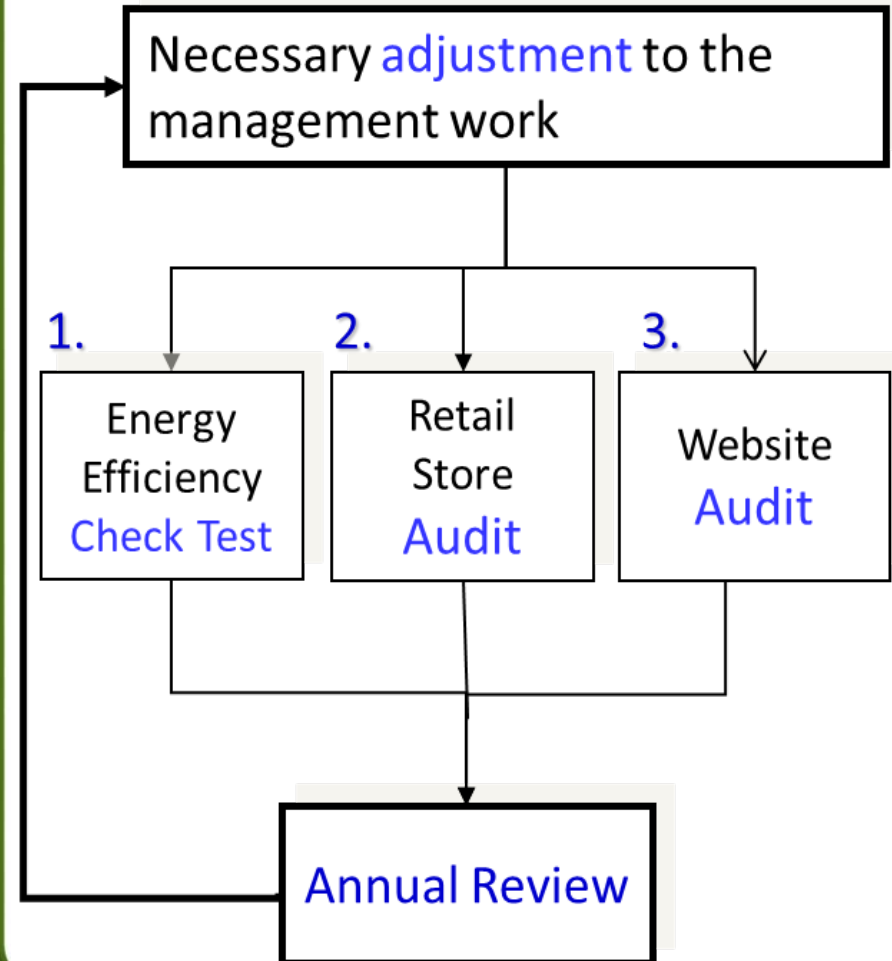 Necessary adjustment to the
management work
1.
Energy
Efficiency
Check Test
2.
Retail
Store
Audit
3.
Website
Audit
Annual Review